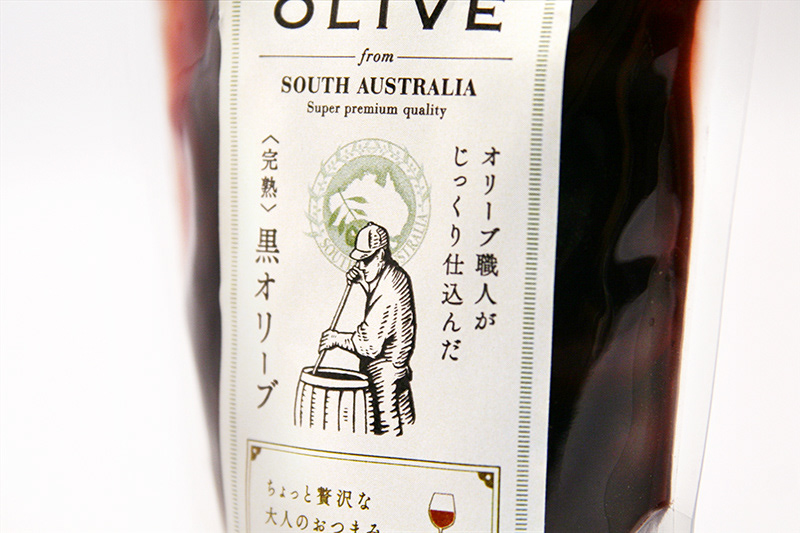 OLIVE
from
SOUTH AUSTRALIA
Super premium quality
オリーブ職人が
じっくり仕込んだ
〈完熟〉黒オリーブ
SOUTH AUSTRALIA
ちょっと贅沢な
大人のおつまみ